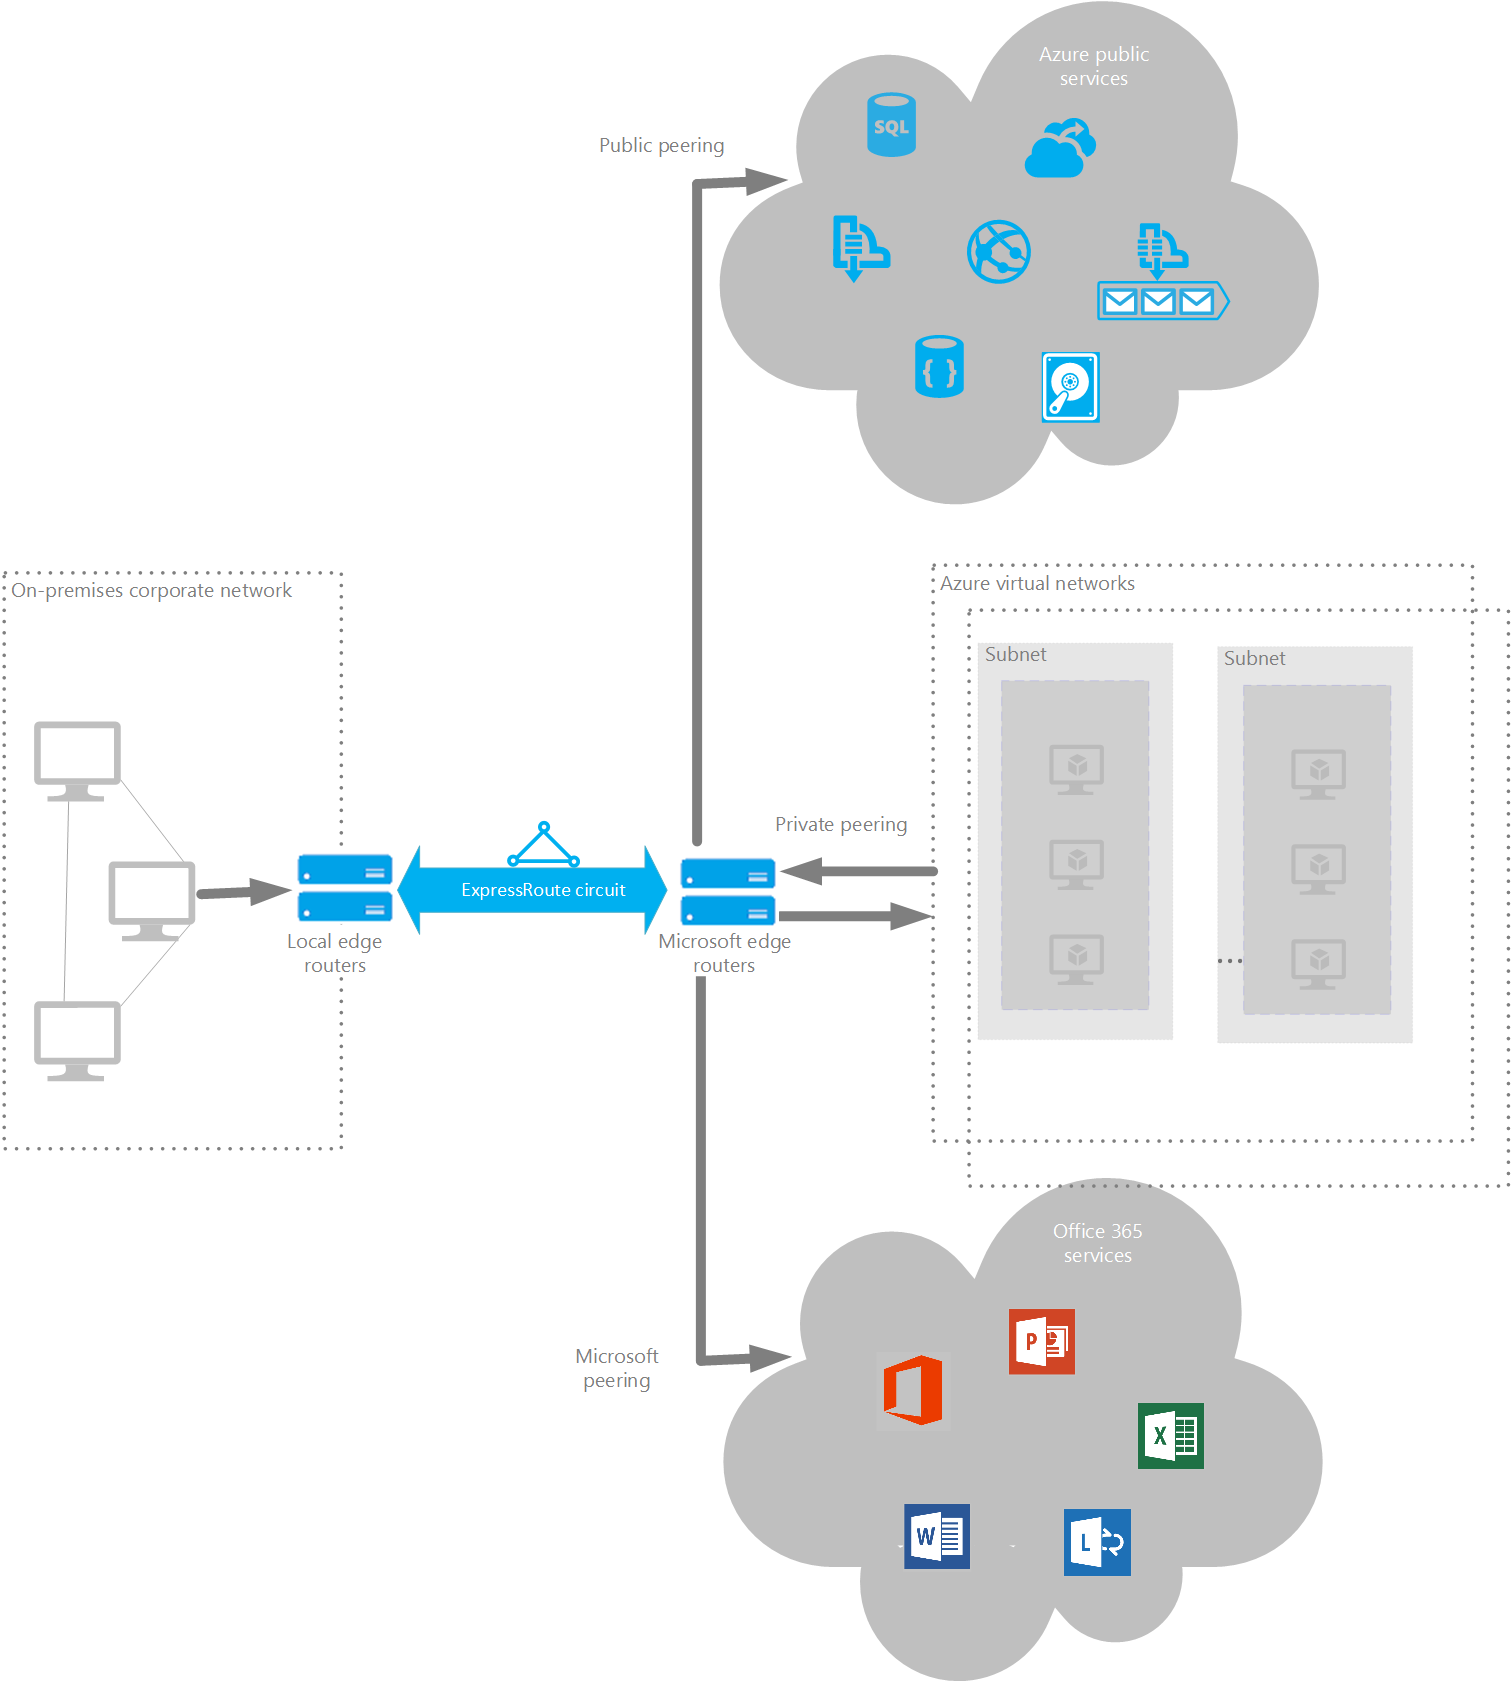 Azure public
services
SQL
Public peering
{ }
On-premises corporate network
Azure virtual networks
Subnet
Subnet
Private peering
ExpressRoute circuit
Local edge
routers
Microsoft edge
routers
Office 365
services
P
Microsoft
peering
X
W
L